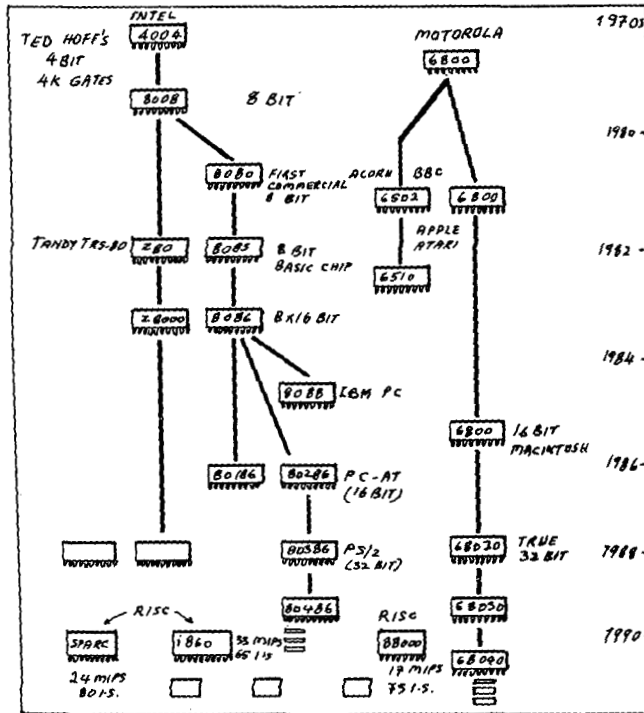 INTEL
4004
TED HOFF'S
4 BIT
4K GATES
8008
8 BIT
MOTOROLA
6800
1970s
1980-
8080
FIRST
COMMERCIAL
8 BIT
ACORN BBC
6502
6800
TANDY TRS-80
Z80
8085
8 BIT
BASIC CHIP
APPLE
ATARI
6510
1982-
Z8000
8086
8X16 BIT
1984-
8088
IBM PC
6800
16 BIT
MACINTOSH
80186
80286
PC-AT
(16 BIT)
1986-
80386
PS/2
(32 BIT)
68020
TRUE
32 BIT
1988-
80486
68030
RISC
SPARC
i860
33 MIPS
65 I.S
24 MIPS
80 I.S.
RISC
88000
17 MIPS
75 I.S.
68040
1990-